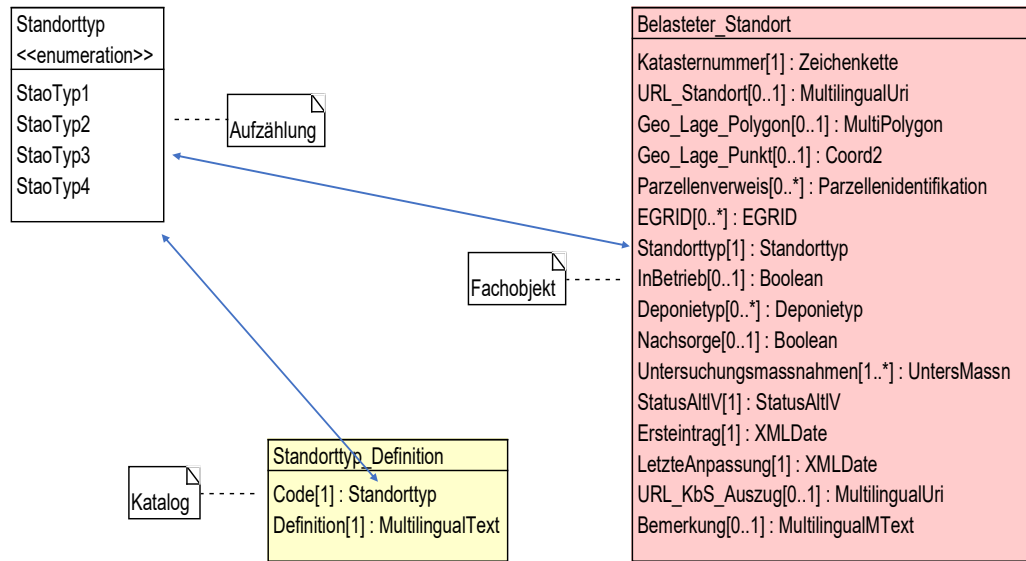 Standorttyp
<<enumeration>>
StaoTyp1
StaoTyp2
StaoTyp3
StaoTyp4
Aufzählung
Belasteter_Standort
Katasternummer[1] : Zeichenkette
URL_Standort[0..1] : MultilingualUri
Geo_Lage_Polygon[0..1] : MultiPolygon
Geo_Lage_Punkt[0..1] : Coord2
Parzellenverweis[0..*] : Parzellenidentifikation
EGRID[0..*] : EGRID
Standorttyp[1] : Standorttyp
InBetrieb[0..1] : Boolean
Deponietyp[0..*] : Deponietyp
Nachsorge[0..1] : Boolean
Untersuchungsmassnahmen[1..*] : UntersMassn
StatusAltlV[1] : StatusAltlV
Ersteintrag[1] : XMLDate
LetzteAnpassung[1] : XMLDate
URL_KbS_Auszug[0..1] : MultilingualUri
Bemerkung[0..1] : MultilingualMText
Fachobjekt
Standorttyp_Definition
Code[1] : Standorttyp
Definition[1] : MultilingualText
Katalog